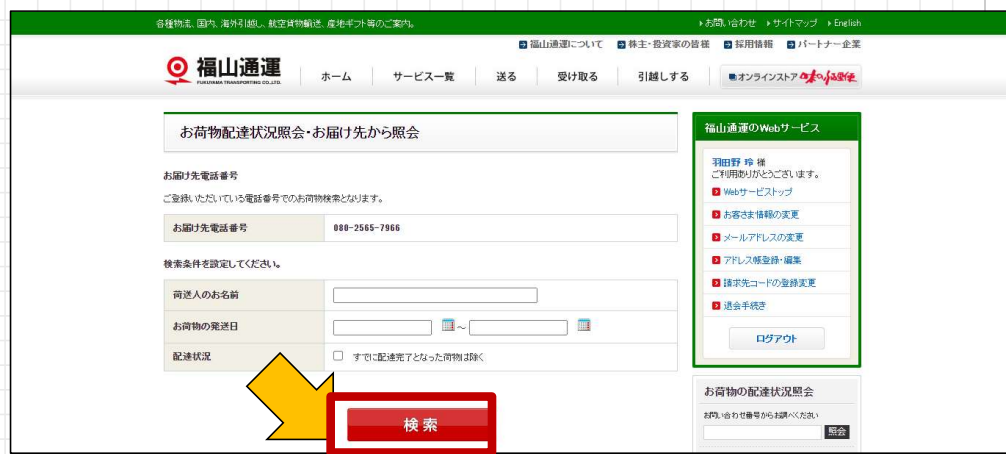 各種物流、国内、海外引越し、航空貨物輸送、産地ギフト等のご案内。
お問い合わせ サイトマップ English
福山通運について 株主・投資家の皆様 採用情報 パートナー企業
福山通運
FUKUYAMA TRANSPORTING CO.,LTD.
ホーム サービス一覧 送る 受け取る 引越しする オンラインストア
お荷物配達状況照会・お届け先から照会
お届け先電話番号
ご登録いただいている電話番号でのお荷物検索となります。
お届け先電話番号 080-2565-7966
検索条件を設定してください。
荷送人のお名前
お荷物の発送日 ～
配達状況 すでに配達完了となった荷物は除く
検索
福山通運のWebサービス
羽田野 玲 様
ご利用ありがとうございます。
Webサービストップ
お客さま情報の変更
メールアドレスの変更
アドレス帳登録・編集
請求先コードの登録変更
退会手続き
ログアウト
お荷物の配達状況照会
お問い合わせ番号からお調べください
照会